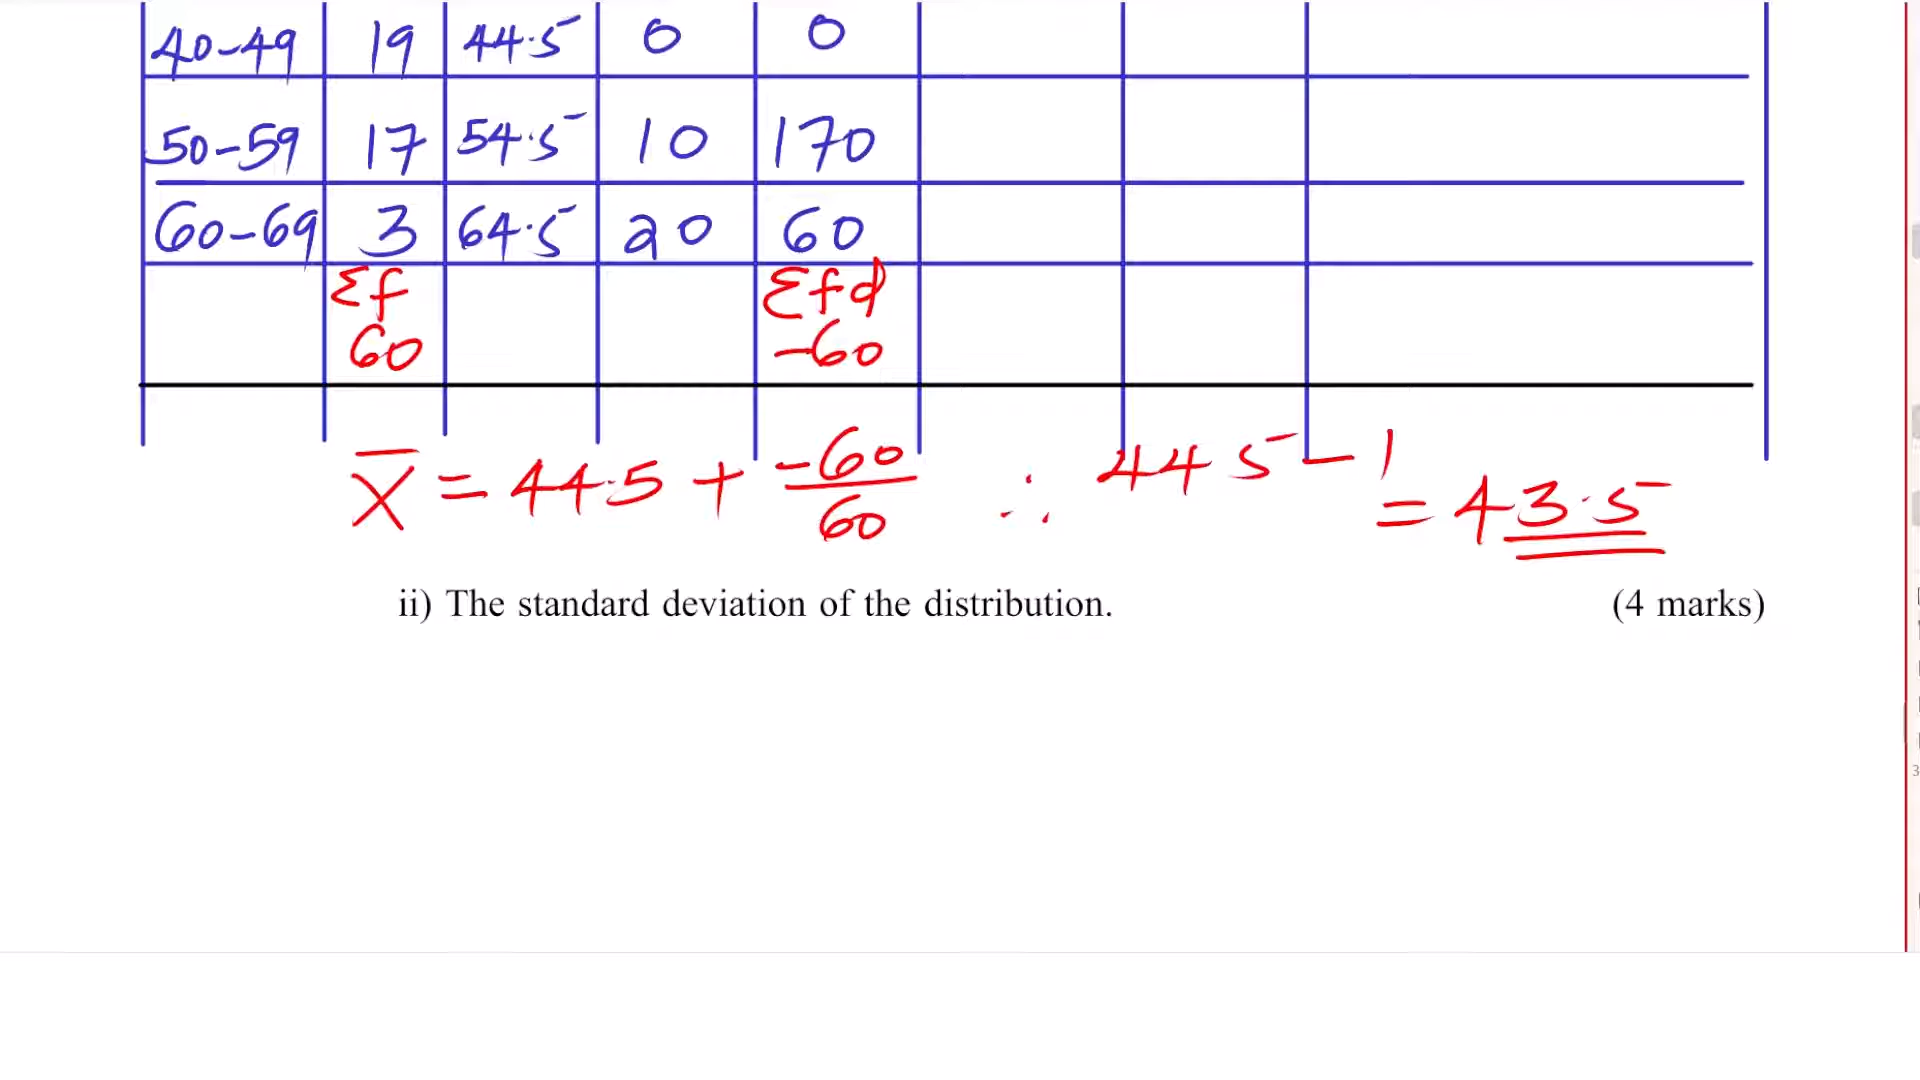 40-49 19 44.5 0 0
50-59 17 54.5 10 170
60-69 3 64.5 20 60
Σf Σfd
60 -60
X̄ = 44.5 + -60/60 ∴ 44 5 - 1
= 43.5
ii) The standard deviation of the distribution. (4 marks)